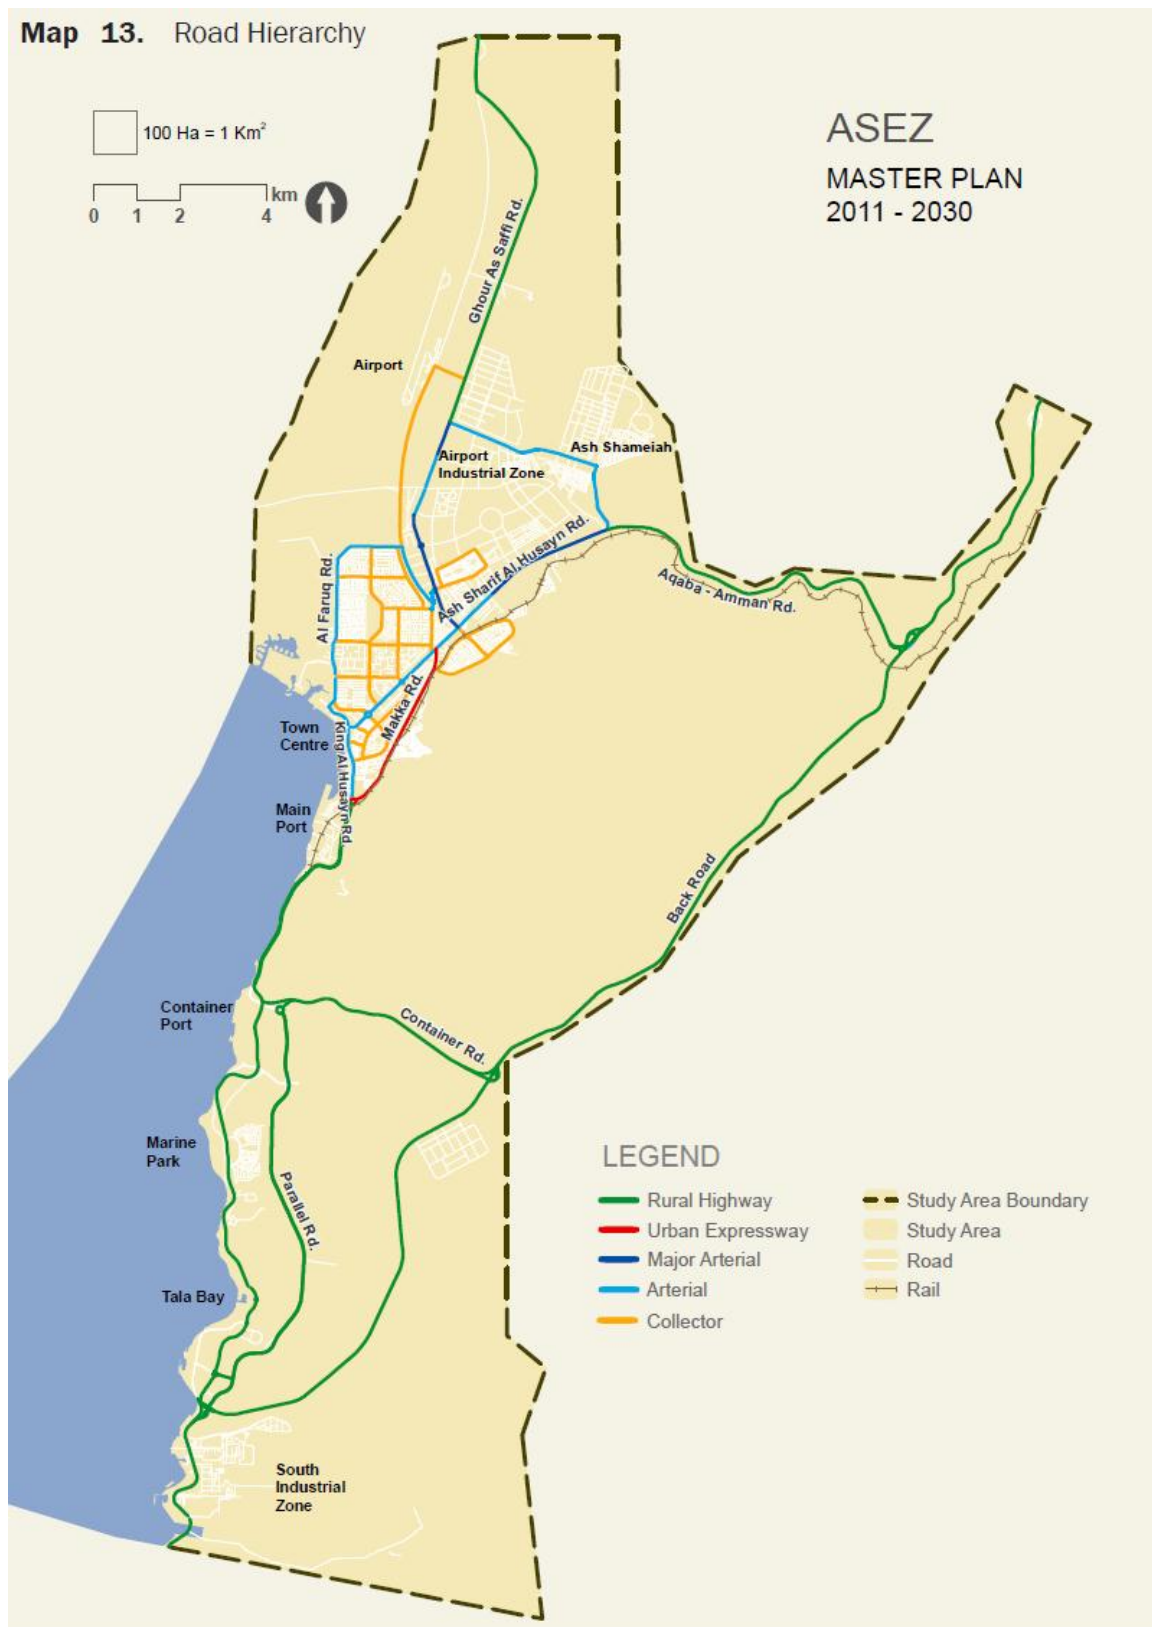 Map 13. Road Hierarchy
100 Ha = 1 Km²
km
0 1 2 4
ASEZ
MASTER PLAN
2011 - 2030
Ghour As Saffi Rd.
Airport
Ash Shameiah
Airport
Industrial Zone
Ash Sharif Al Husayn Rd.
Al Faruq Rd.
Aqaba - Amman Rd.
Makka Rd.
Town
Centre
King Al Husayn Rd.
Main
Port
Back Road
Container
Port
Container Rd.
Marine
Park
Parallel Rd.
Tala Bay
South
Industrial
Zone
LEGEND
Rural Highway
Urban Expressway
Major Arterial
Arterial
Collector
Study Area Boundary
Study Area
Road
Rail